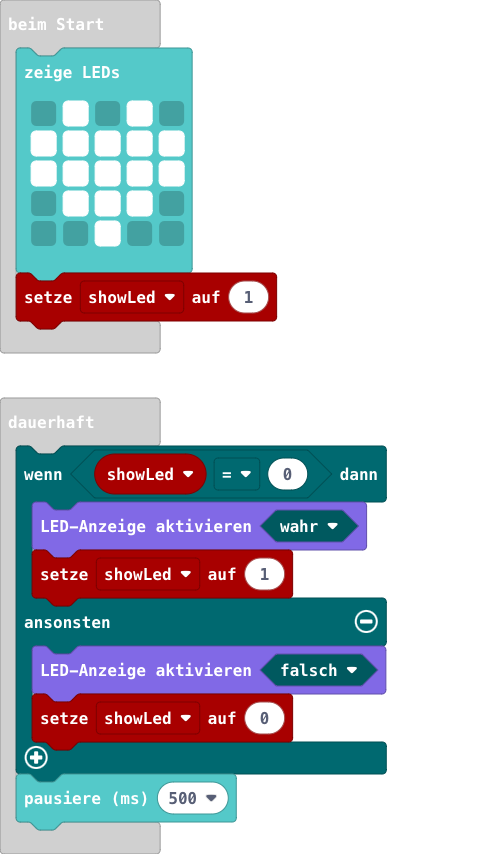 beim Start
zeige LEDs
setze showLed auf 1
dauerhaft
wenn showLed = 0 dann
LED-Anzeige aktivieren wahr
setze showLed auf 1
ansonsten
LED-Anzeige aktivieren falsch
setze showLed auf 0
pausiere (ms) 500